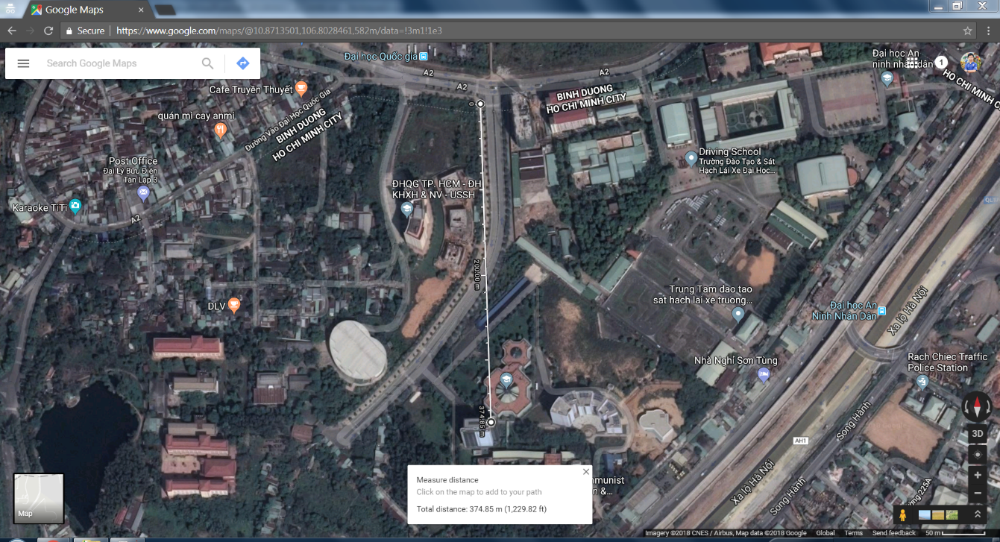 Google Maps
Secure
https://www.google.com/maps/@10.8713501,106.8028461,582m/data=!3m1!1e3
Search Google Maps
Đại học Quốc gia
A2
A2
A2
Đại học An
ninh nhân dân
1
Cafe Truyền Thuyết
Đường Vào Đại Học Quốc Gia
BINH DUONG
HO CHI MINH CITY
BINH DUONG
HO CHI MINH CITY
HO CHI MINH C
0
quán mì cay anmi
Post Office
Đại Lý Bưu Điện
Tân Lập 3
Driving School
Trường Đào Tạo & Sát
Hạch Lái Xe Đại Học...
ĐHQG TP. HCM - ĐH
KHXH & NV - USSH
Karaoke TiTi
A2
200.00 m
DLV
Trung Tam dao tao
sat hach lai xe truong...
Đại học An
Ninh Nhân Dân
Xa lộ Hà Nội
Nhà Nghỉ Sơn Tùng
Rach Chiec Traffic
Police Station
374.85 m
Song Hành
AH1
3D
Measure distance
Click on the map to add to your path
Total distance: 374.85 m (1,229.82 ft)
mmunist
n &...
Xa lộ Hà Nội
Song Hành
ng 225A
Map
Imagery ©2018 CNES / Airbus, Map data ©2018 Google
Global
Terms
Send feedback
50 m